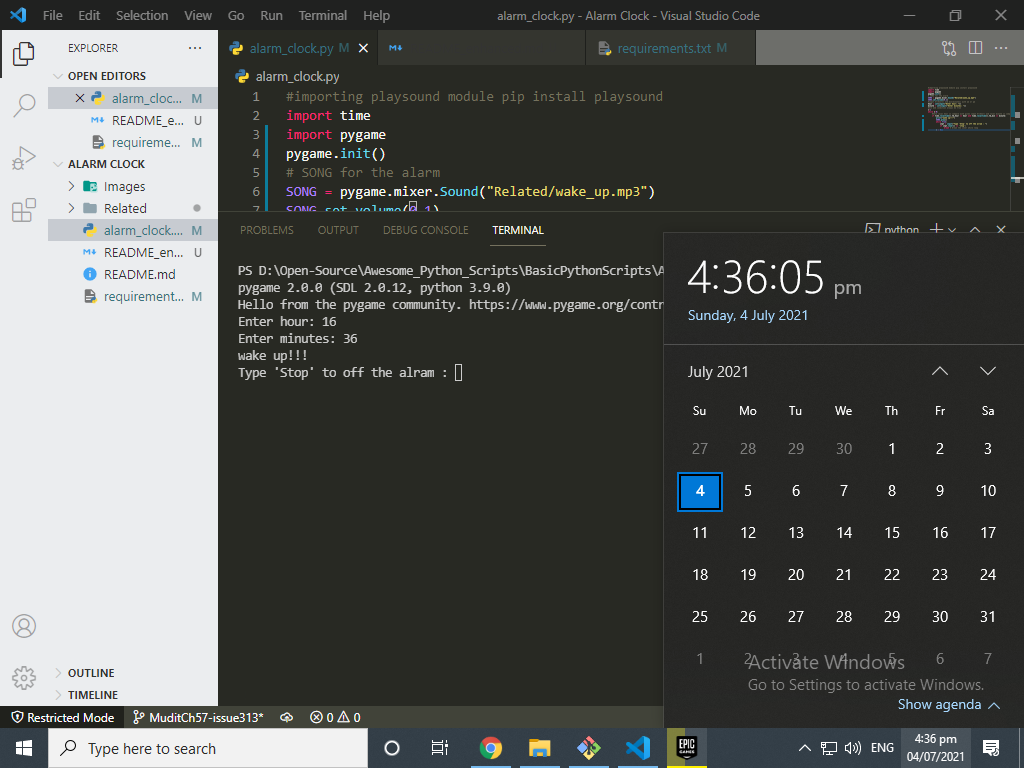 File Edit Selection View Go Run Terminal Help alarm_clock.py - Alarm Clock - Visual Studio Code
EXPLORER
OPEN EDITORS
alarm_cloc... M
README_e... U
requireme... M
ALARM CLOCK
Images
Related
alarm_clock.... M
README_en... U
README.md
requirement... M
OUTLINE
TIMELINE
alarm_clock.py M
requirements.txt M
alarm_clock.py
1 #importing playsound module pip install playsound
2 import time
3 import pygame
4 pygame.init()
5 # SONG for the alarm
6 SONG = pygame.mixer.Sound("Related/wake_up.mp3")
7 SONG.set_volume(0.1)
PROBLEMS OUTPUT DEBUG CONSOLE TERMINAL python
PS D:\Open-Source\Awesome_Python_Scripts\BasicPythonScripts\A
pygame 2.0.0 (SDL 2.0.12, python 3.9.0)
Hello from the pygame community. https://www.pygame.org/contr
Enter hour: 16
Enter minutes: 36
wake up!!!
Type 'Stop' to off the alram :
4:36:05 pm
Sunday, 4 July 2021
July 2021
Su Mo Tu We Th Fr Sa
27 28 29 30 1 2 3
4 5 6 7 8 9 10
11 12 13 14 15 16 17
18 19 20 21 22 23 24
25 26 27 28 29 30 31
1 2 3 4 5 6 7
Activate Windows
Go to Settings to activate Windows.
Show agenda
Restricted Mode MuditCh57-issue313* 0 0
Type here to search
EPIC
GAMES
ENG
4:36 pm
04/07/2021